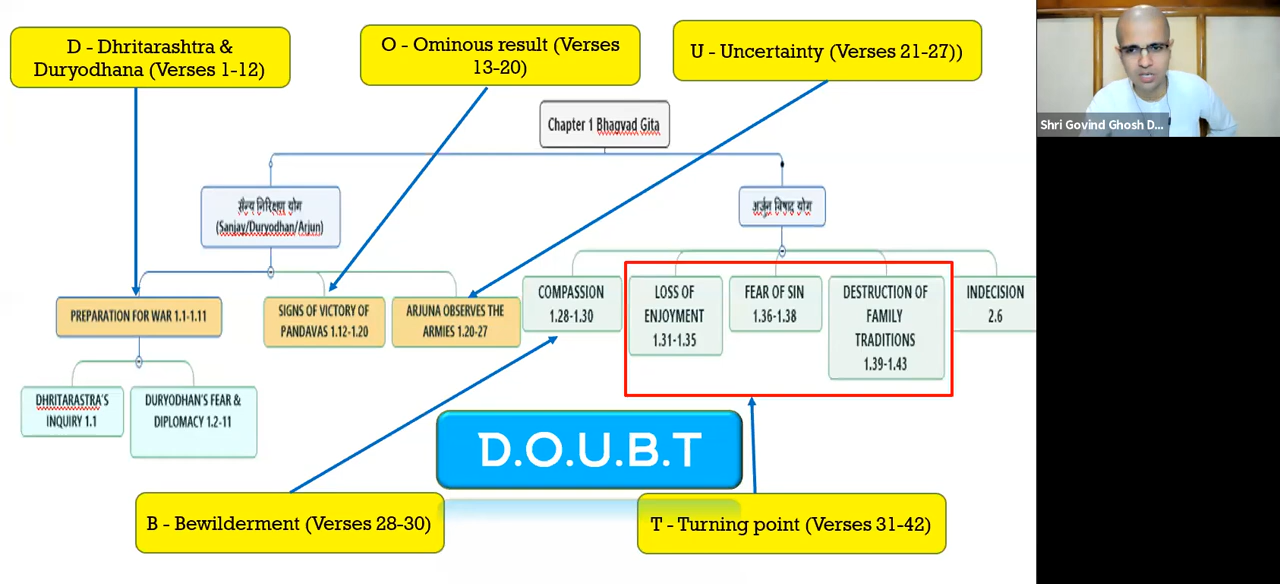 D - Dhritarashtra &
Duryodhana (Verses 1-12)
O - Ominous result (Verses
13-20)
U - Uncertainty (Verses 21-27))
Shri Govind Ghosh D...
Chapter 1 Bhagvad Gita
सैन्य निरिक्षण योग
(Sanjay/Duryodhan/Arjun)
अर्जुन विषाद योग
PREPARATION FOR WAR 1.1-1.11
SIGNS OF VICTORY OF
PANDAVAS 1.12-1.20
ARJUNA OBSERVES THE
ARMIES 1.20-27
COMPASSION
1.28-1.30
LOSS OF
ENJOYMENT
1.31-1.35
FEAR OF SIN
1.36-1.38
DESTRUCTION OF
FAMILY
TRADITIONS
1.39-1.43
INDECISION
2.6
DHRITARASTRA'S
INQUIRY 1.1
DURYODHAN'S FEAR &
DIPLOMACY 1.2-11
D.O.U.B.T
B - Bewilderment (Verses 28-30)
T - Turning point (Verses 31-42)